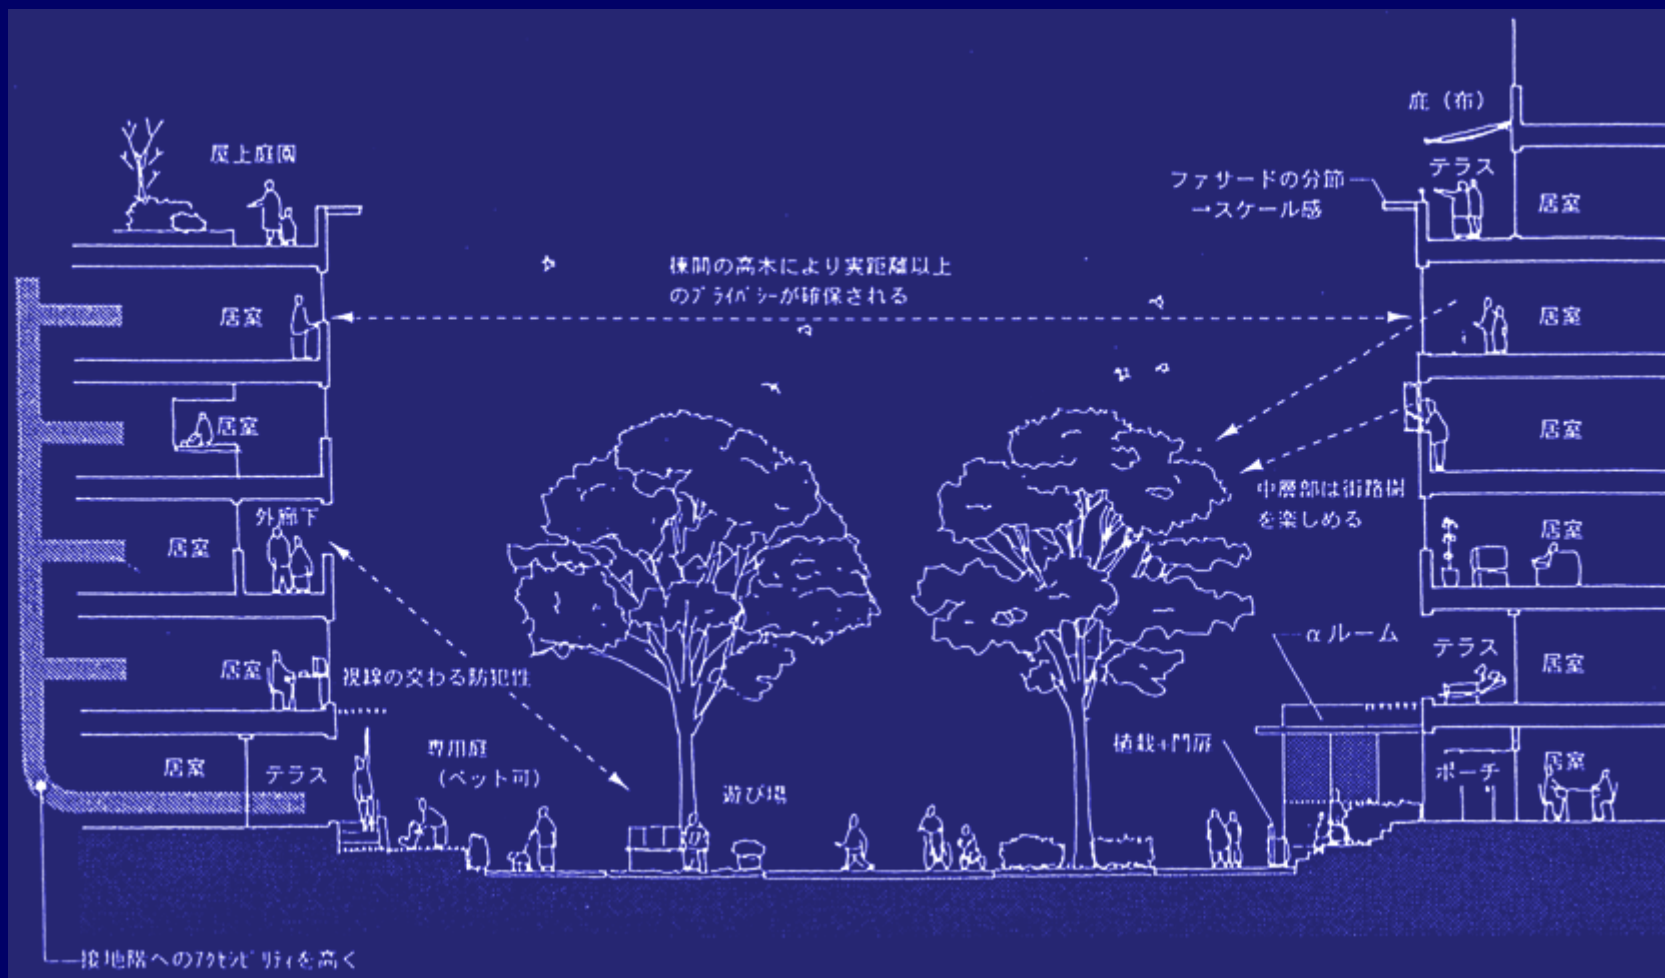 庇（布）
屋上庭園
テラス
ファサードの分節
→スケール感
居室
棟間の高木により実距離以上
のプライバシーが確保される
居室
居室
居室
居室
中層部は街路樹
を楽しめる
外廊下
居室
居室
αルーム
テラス
居室
居室
視線の交わる防犯性
専用庭
（ペット可）
植栽+門扉
居室
テラス
ポーチ
居室
遊び場
接地階へのアクセシビリティを高く